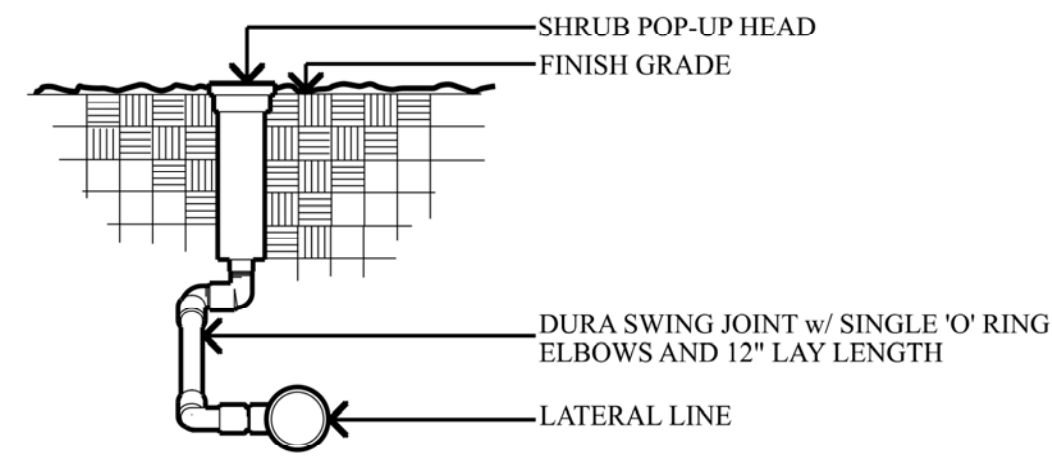 SHRUB POP-UP HEAD
FINISH GRADE
DURA SWING JOINT w/ SINGLE 'O' RING
ELBOWS AND 12" LAY LENGTH
LATERAL LINE